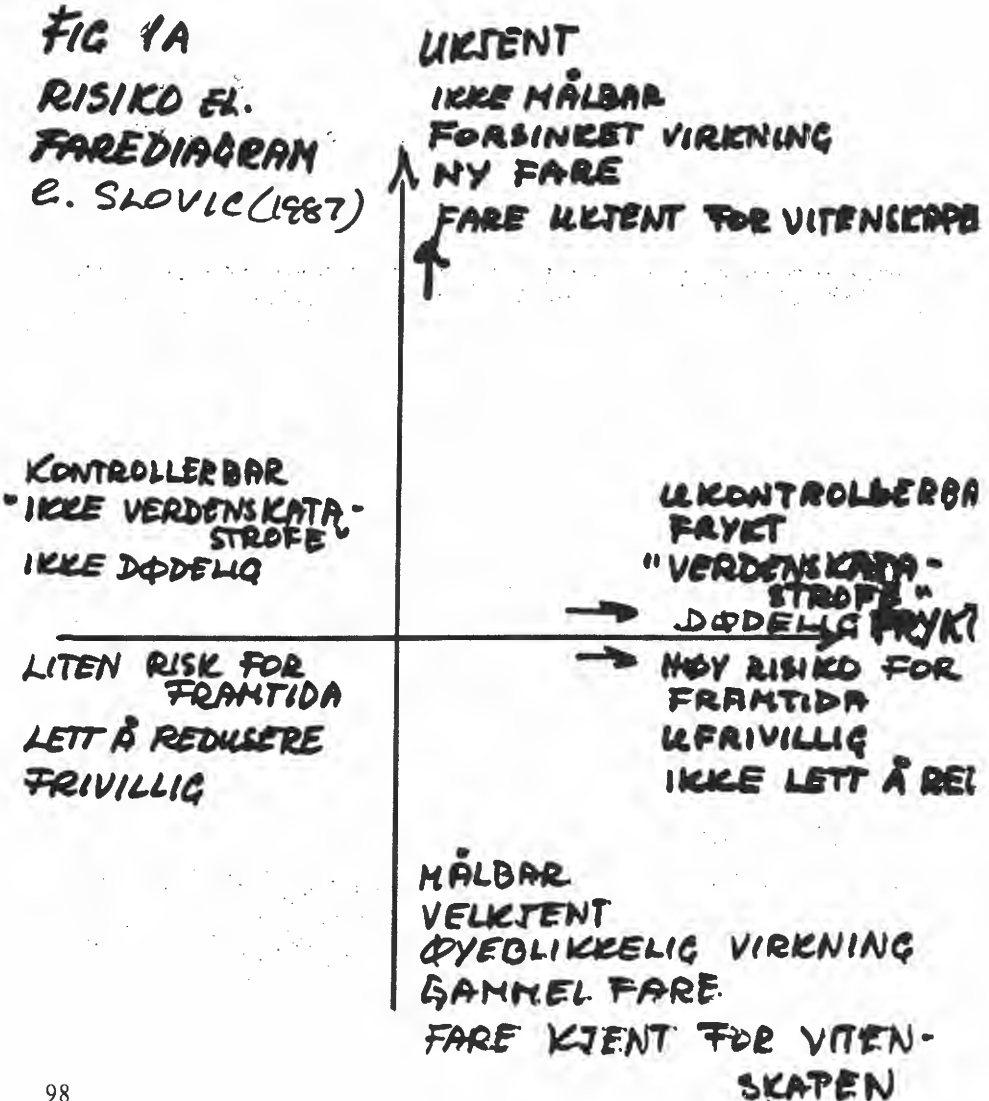 FIG 1A
RISIKO EL.
FAREDIAGRAM
e. SLOVIC (1987)
UKJENT
IKKE MÅLBAR
FORSINKET VIRKNING
NY FARE
FARE UKJENT FOR VITENSKAPE
KONTROLLERBAR
"IKKE VERDENSKATA-
STROFE"
IKKE DØDELIG
UKONTROLLERBA
FRYKT
"VERDENSKATA-
STROFE"
DØDELIG FRYKT
LITEN RISK FOR
FRAMTIDA
LETT Å REDUSERE
FRIVILLIG
HØY RISIKO FOR
FRAMTIDA
UFRIVILLIG
IKKE LETT Å RED
MÅLBAR
VELKJENT
ØYEBLIKKELIG VIRKNING
GAMMEL FARE
FARE KJENT FOR VITEN-
SKAPEN
98